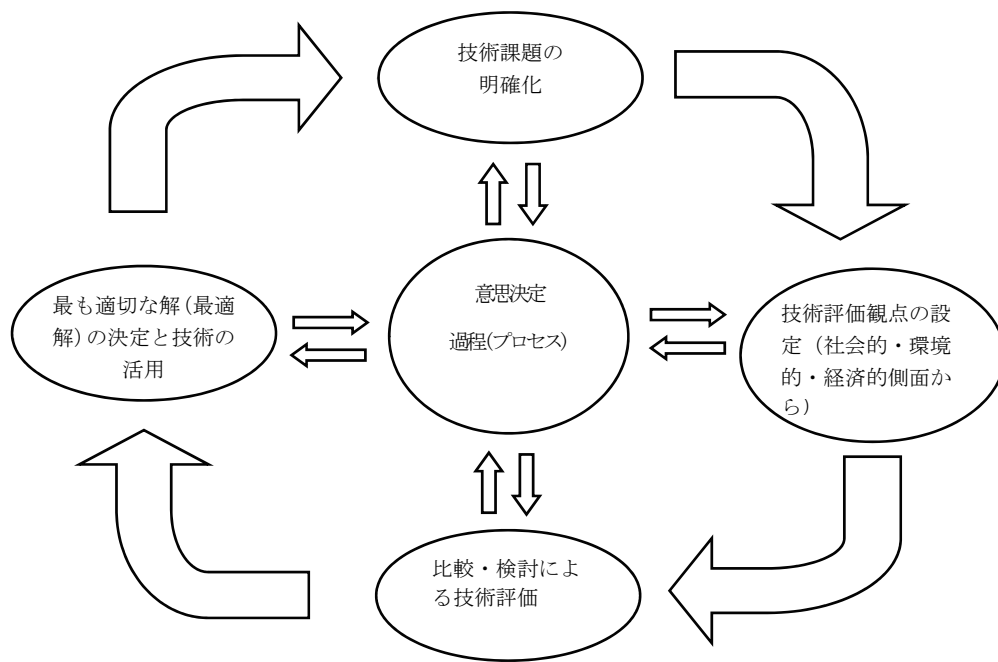 技術課題の
明確化
意思決定
過程(プロセス)
最も適切な解(最適
解)の決定と技術の
活用
技術評価観点の設
定（社会的・環境
的・経済的側面か
ら）
比較・検討によ
る技術評価